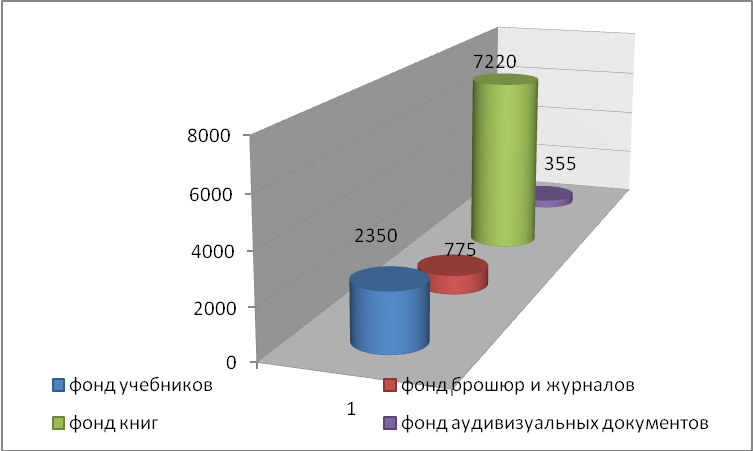 7220
355
8000
6000
4000
2000
0
2350
775
1
фонд учебников
фонд брошюр и журналов
фонд книг
фонд аудивизуальных документов